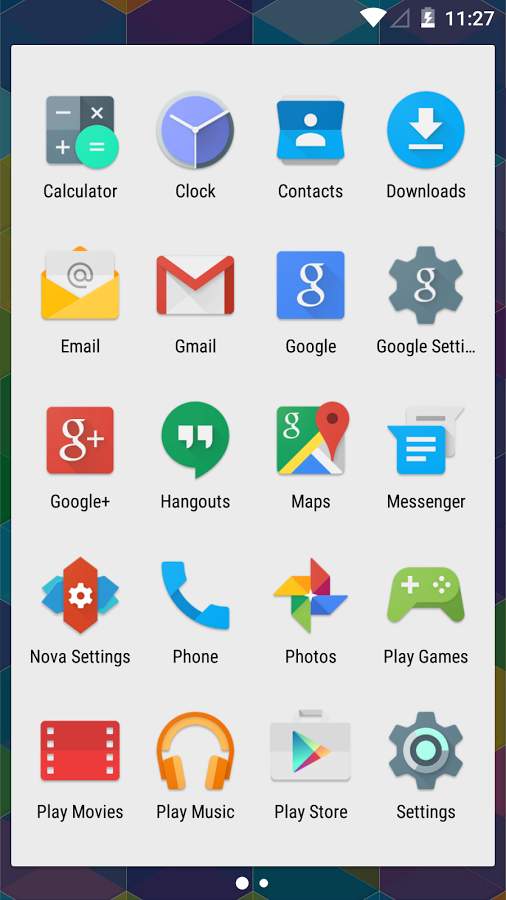 11:27
Calculator Clock Contacts Downloads
@
Email Gmail Google Google Setti...
g g
g+ g
Google+ Hangouts Maps Messenger
Nova Settings Phone Photos Play Games
Play Movies Play Music Play Store Settings